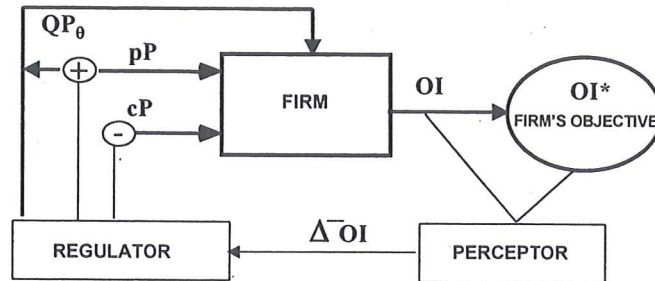 QPθ
+
pP
cP
-
FIRM
OI
OI*
FIRM'S OBJECTIVE
REGULATOR
Δ⁻OI
PERCEPTOR